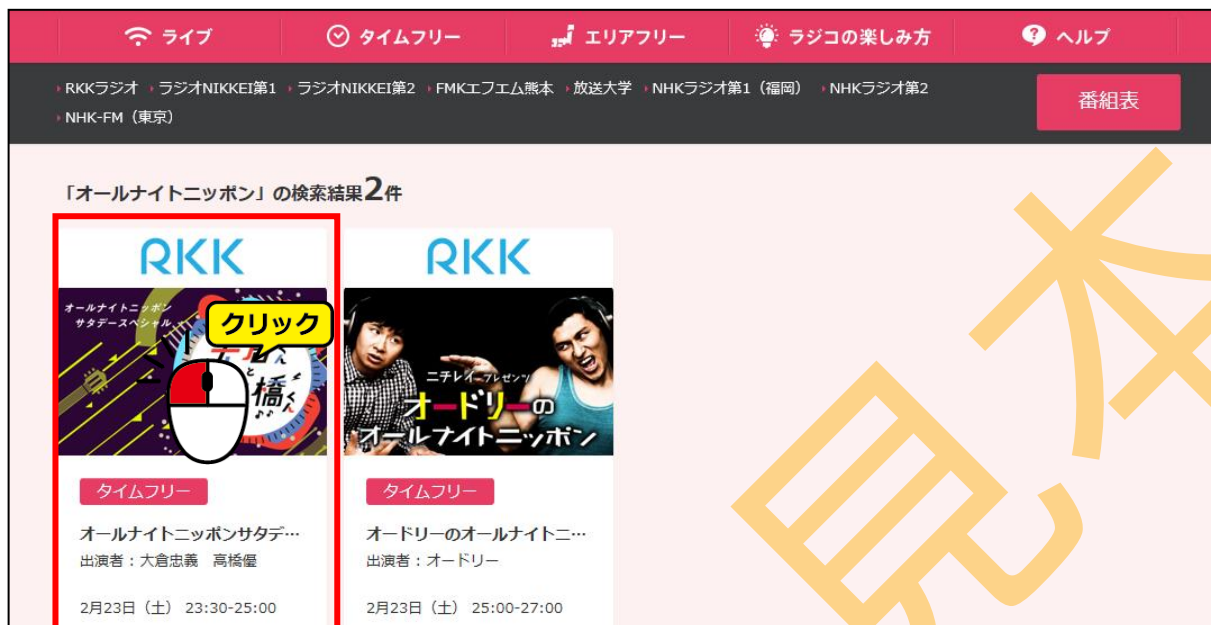 ライブ タイムフリー エリアフリー ラジコの楽しみ方 ヘルプ
RKKラジオ ラジオNIKKEI第1 ラジオNIKKEI第2 FMKエフエム熊本 放送大学 NHKラジオ第1（福岡） NHKラジオ第2
NHK-FM（東京）
番組表
「オールナイトニッポン」の検索結果2件
RKK
オールナイトニッポン
サタデースペシャル
クリック
と
橋くん
タイムフリー
オールナイトニッポンサタデ…
出演者：大倉忠義 高橋優
2月23日（土） 23:30-25:00
RKK
ニチレイプレゼンツ
オードリーの
オールナイトニッポン
タイムフリー
オードリーのオールナイトニ…
出演者：オードリー
2月23日（土） 25:00-27:00
見本